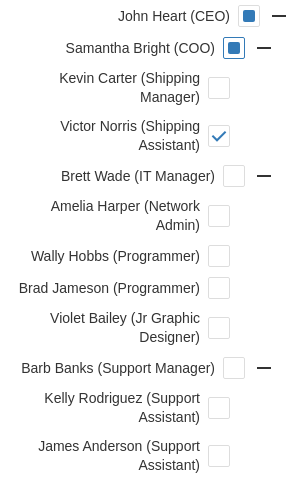 John Heart (CEO)
Samantha Bright (COO)
Kevin Carter (Shipping
Manager)
Victor Norris (Shipping
Assistant)
Brett Wade (IT Manager)
Amelia Harper (Network
Admin)
Wally Hobbs (Programmer)
Brad Jameson (Programmer)
Violet Bailey (Jr Graphic
Designer)
Barb Banks (Support Manager)
Kelly Rodriguez (Support
Assistant)
James Anderson (Support
Assistant)